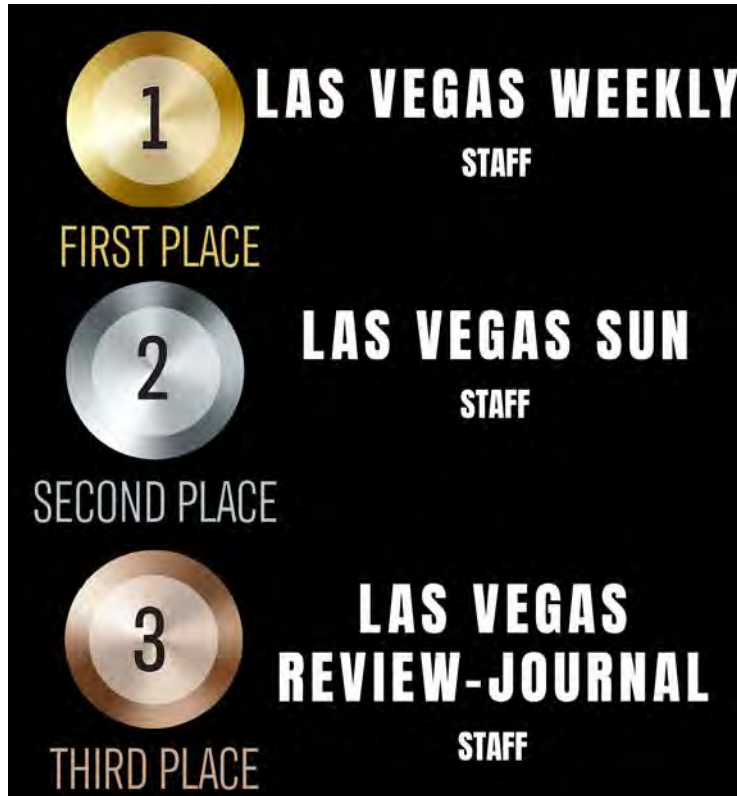 1
LAS VEGAS WEEKLY
STAFF
FIRST PLACE
2
LAS VEGAS SUN
STAFF
SECOND PLACE
3
LAS VEGAS
REVIEW-JOURNAL
STAFF
THIRD PLACE